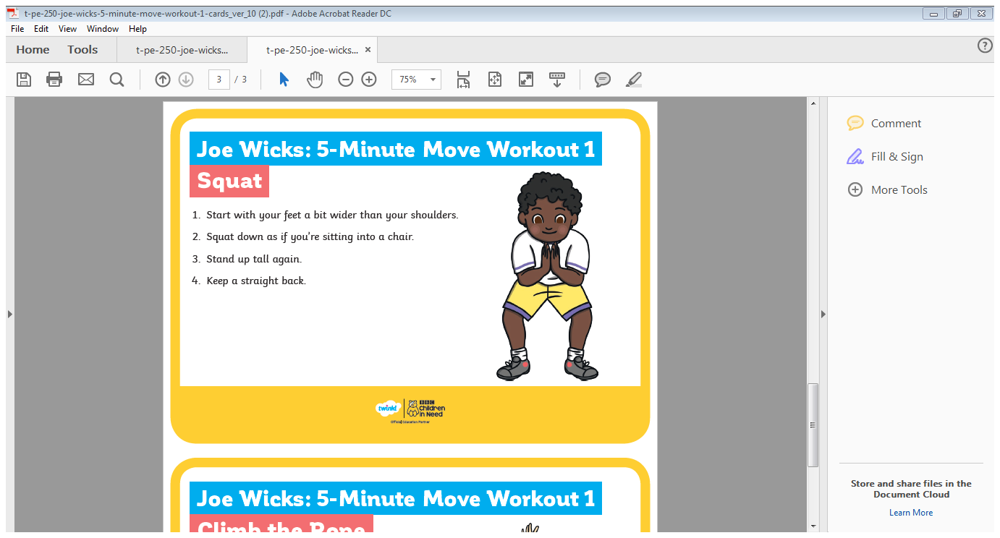 t-pe-250-joe-wicks-5-minute-move-workout-1-cards_ver_10 (2).pdf - Adobe Acrobat Reader DC
File Edit View Window Help
Home Tools t-pe-250-joe-wicks... t-pe-250-joe-wicks...
3 / 3 75%
Joe Wicks: 5-Minute Move Workout 1
Squat
1. Start with your feet a bit wider than your shoulders.
2. Squat down as if you're sitting into a chair.
3. Stand up tall again.
4. Keep a straight back.
twinkl
BBC
Children
in Need
Official Education Partner
Joe Wicks: 5-Minute Move Workout 1
Climb the Rope
Comment
Fill & Sign
More Tools
Store and share files in the
Document Cloud
Learn More